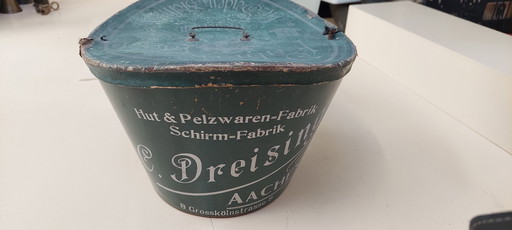 Hut & Pelzwaren-Fabrik
Schirm-Fabrik
C. Dreisin
AACH
8 Grosskölnstrasse